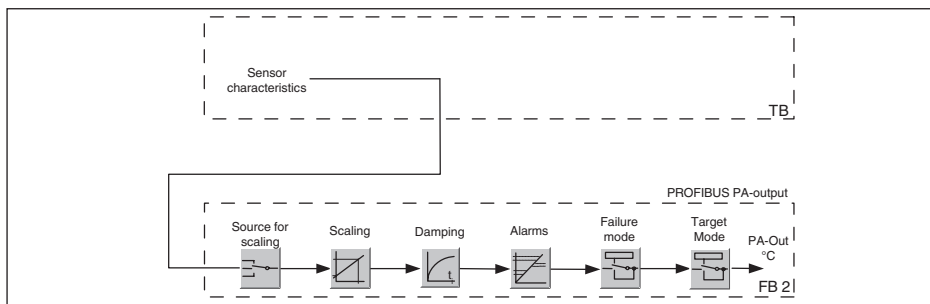 Sensor
characteristics
TB
PROFIBUS PA-output
Source for
scaling
Scaling
Damping
Alarms
Failure
mode
Target
Mode
PA-Out
°C
t
FB 2